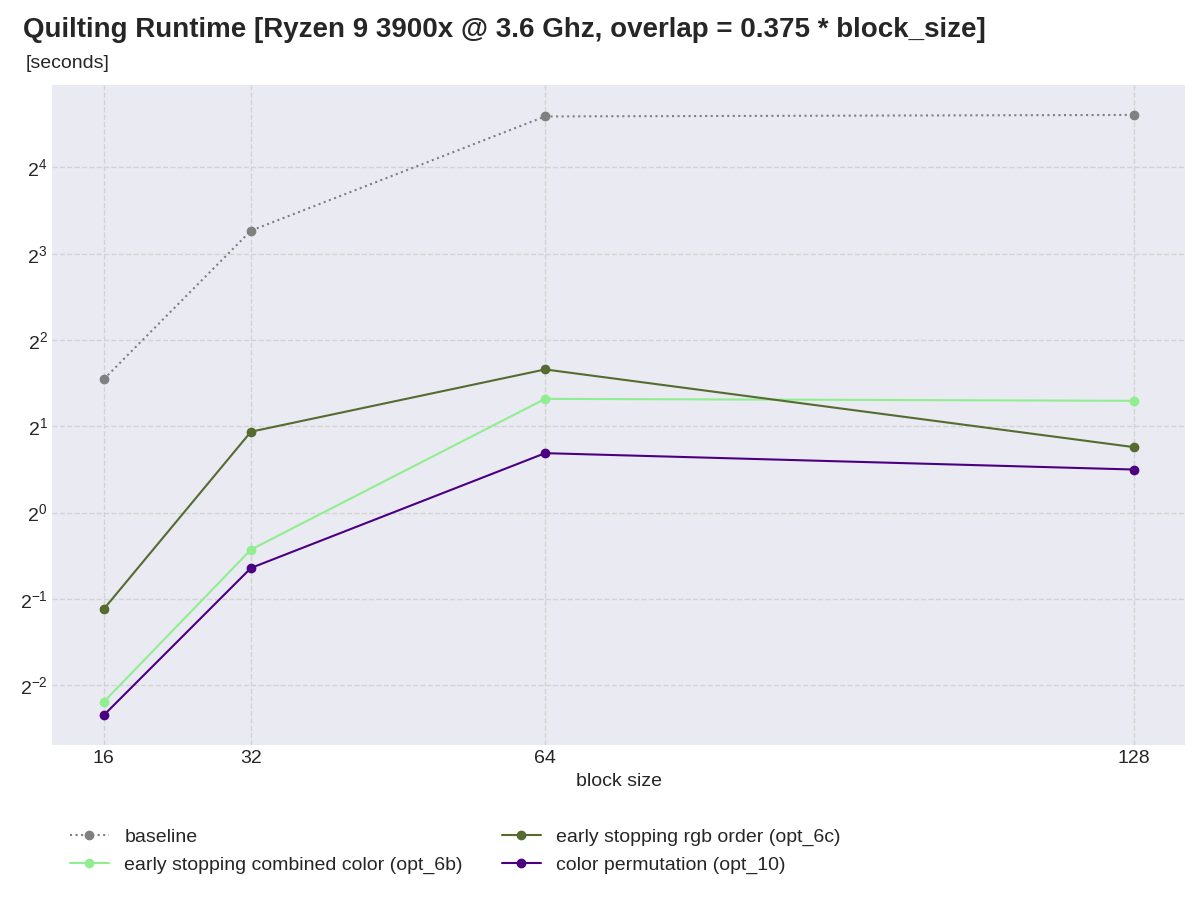 Quilting Runtime [Ryzen 9 3900x @ 3.6 Ghz, overlap = 0.375 * block_size]
[seconds]
2⁴
2³
2²
2¹
2⁰
2⁻¹
2⁻²
16 32 64 128
block size
baseline
early stopping combined color (opt_6b)
early stopping rgb order (opt_6c)
color permutation (opt_10)